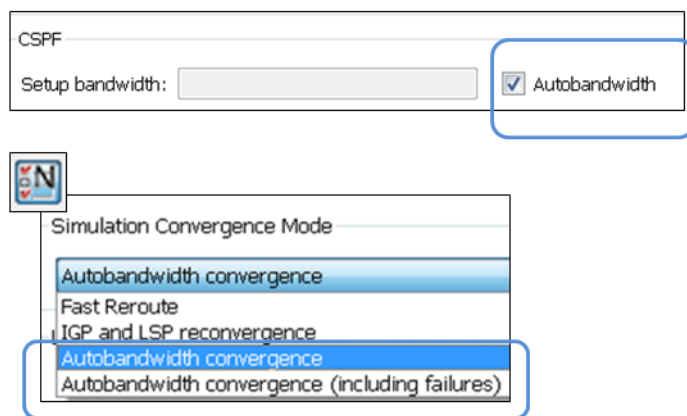 CSPF
Setup bandwidth:
Autobandwidth
N
Simulation Convergence Mode
Autobandwidth convergence
Fast Reroute
IGP and LSP reconvergence
Autobandwidth convergence
Autobandwidth convergence (including failures)